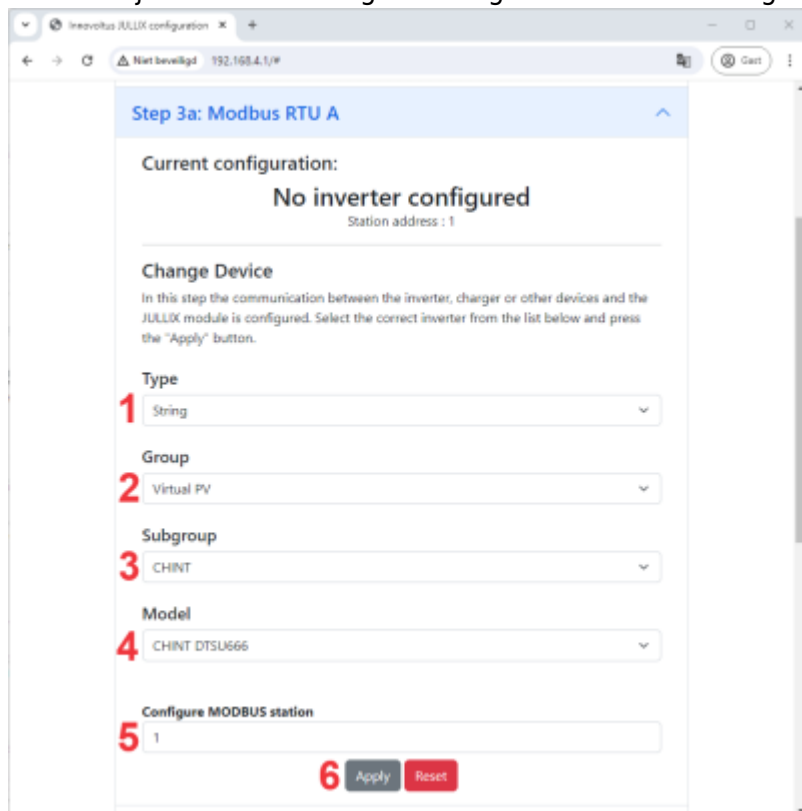 Innovoltus JULLIX configuration
Niet beveiligd 192.168.4.1/#
Gast
Step 3a: Modbus RTU A
Current configuration:
No inverter configured
Station address : 1
Change Device
In this step the communication between the inverter, charger or other devices and the
JULLIX module is configured. Select the correct inverter from the list below and press
the "Apply" button.
Type
1 String
Group
2 Virtual PV
Subgroup
3 CHINT
Model
4 CHINT DTSU666
Configure MODBUS station
5 1
6 Apply Reset